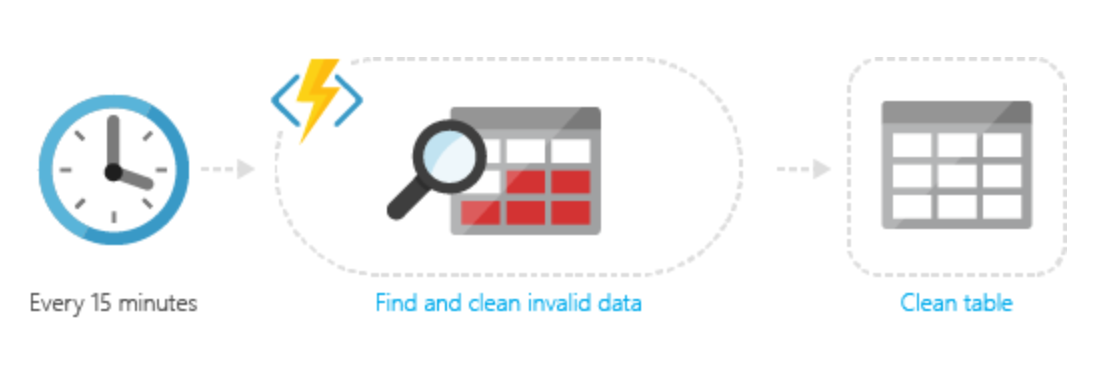 Every 15 minutes
Find and clean invalid data
Clean table